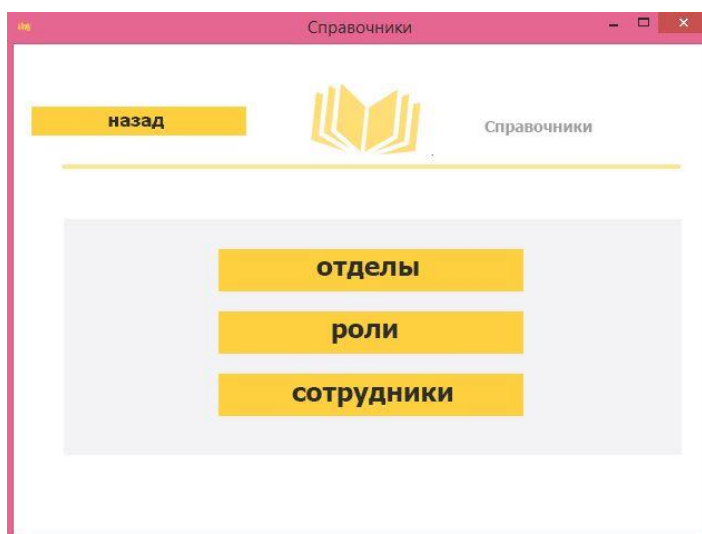 Справочники
назад
Справочники
отделы
роли
сотрудники